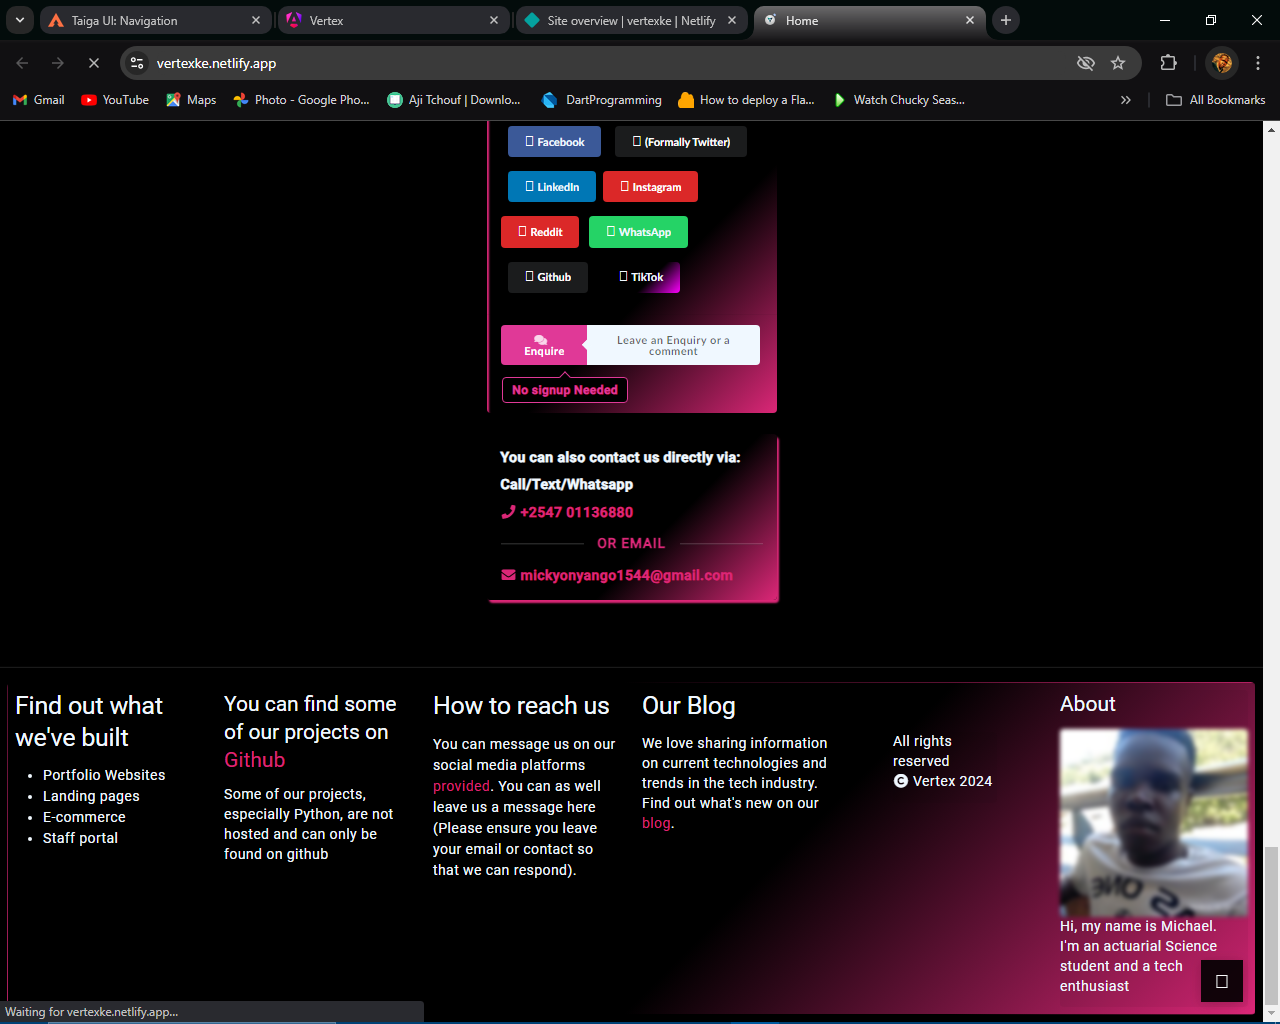 Taiga UI: Navigation
Vertex
Site overview | vertexke | Netlify
Home
vertexke.netlify.app
Gmail
YouTube
Maps
Photo - Google Pho...
Aji Tchouf | Downlo...
DartProgramming
How to deploy a Fla...
Watch Chucky Seas...
All Bookmarks
Facebook
(Formally Twitter)
LinkedIn
Instagram
Reddit
WhatsApp
Github
TikTok
Enquire
Leave an Enquiry or a
comment
No signup Needed
You can also contact us directly via:
Call/Text/Whatsapp
+2547 01136880
OR EMAIL
mickyonyango1544@gmail.com
Find out what
we've built
Portfolio Websites
Landing pages
E-commerce
Staff portal
You can find some
of our projects on
Github
Some of our projects,
especially Python, are not
hosted and can only be
found on github
How to reach us
You can message us on our
social media platforms
provided. You can as well
leave us a message here
(Please ensure you leave
your email or contact so
that we can respond).
Our Blog
We love sharing information
on current technologies and
trends in the tech industry.
Find out what's new on our
blog.
All rights
reserved
© Vertex 2024
About
Hi, my name is Michael.
I'm an actuarial Science
student and a tech
enthusiast
Waiting for vertexke.netlify.app...